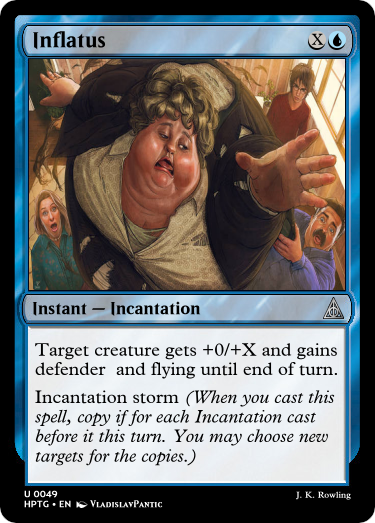 Inflatus X
Instant — Incantation
Target creature gets +0/+X and gains
defender and flying until end of turn.
Incantation storm (When you cast this
spell, copy if for each Incantation cast
before it this turn. You may choose new
targets for the copies.)
U 0049
HPTG • EN VladislavPantic
J. K. Rowling